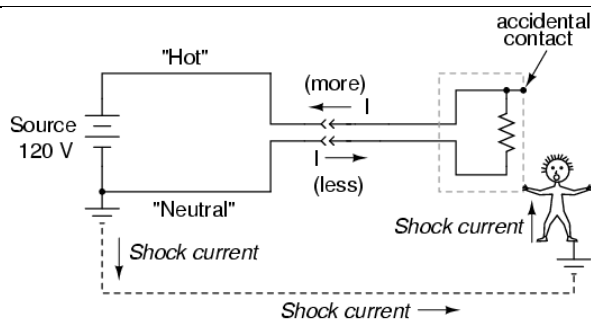 accidental
contact
"Hot"
(more)
I
Source
120 V
I
(less)
"Neutral"
Shock current
Shock current
Shock current